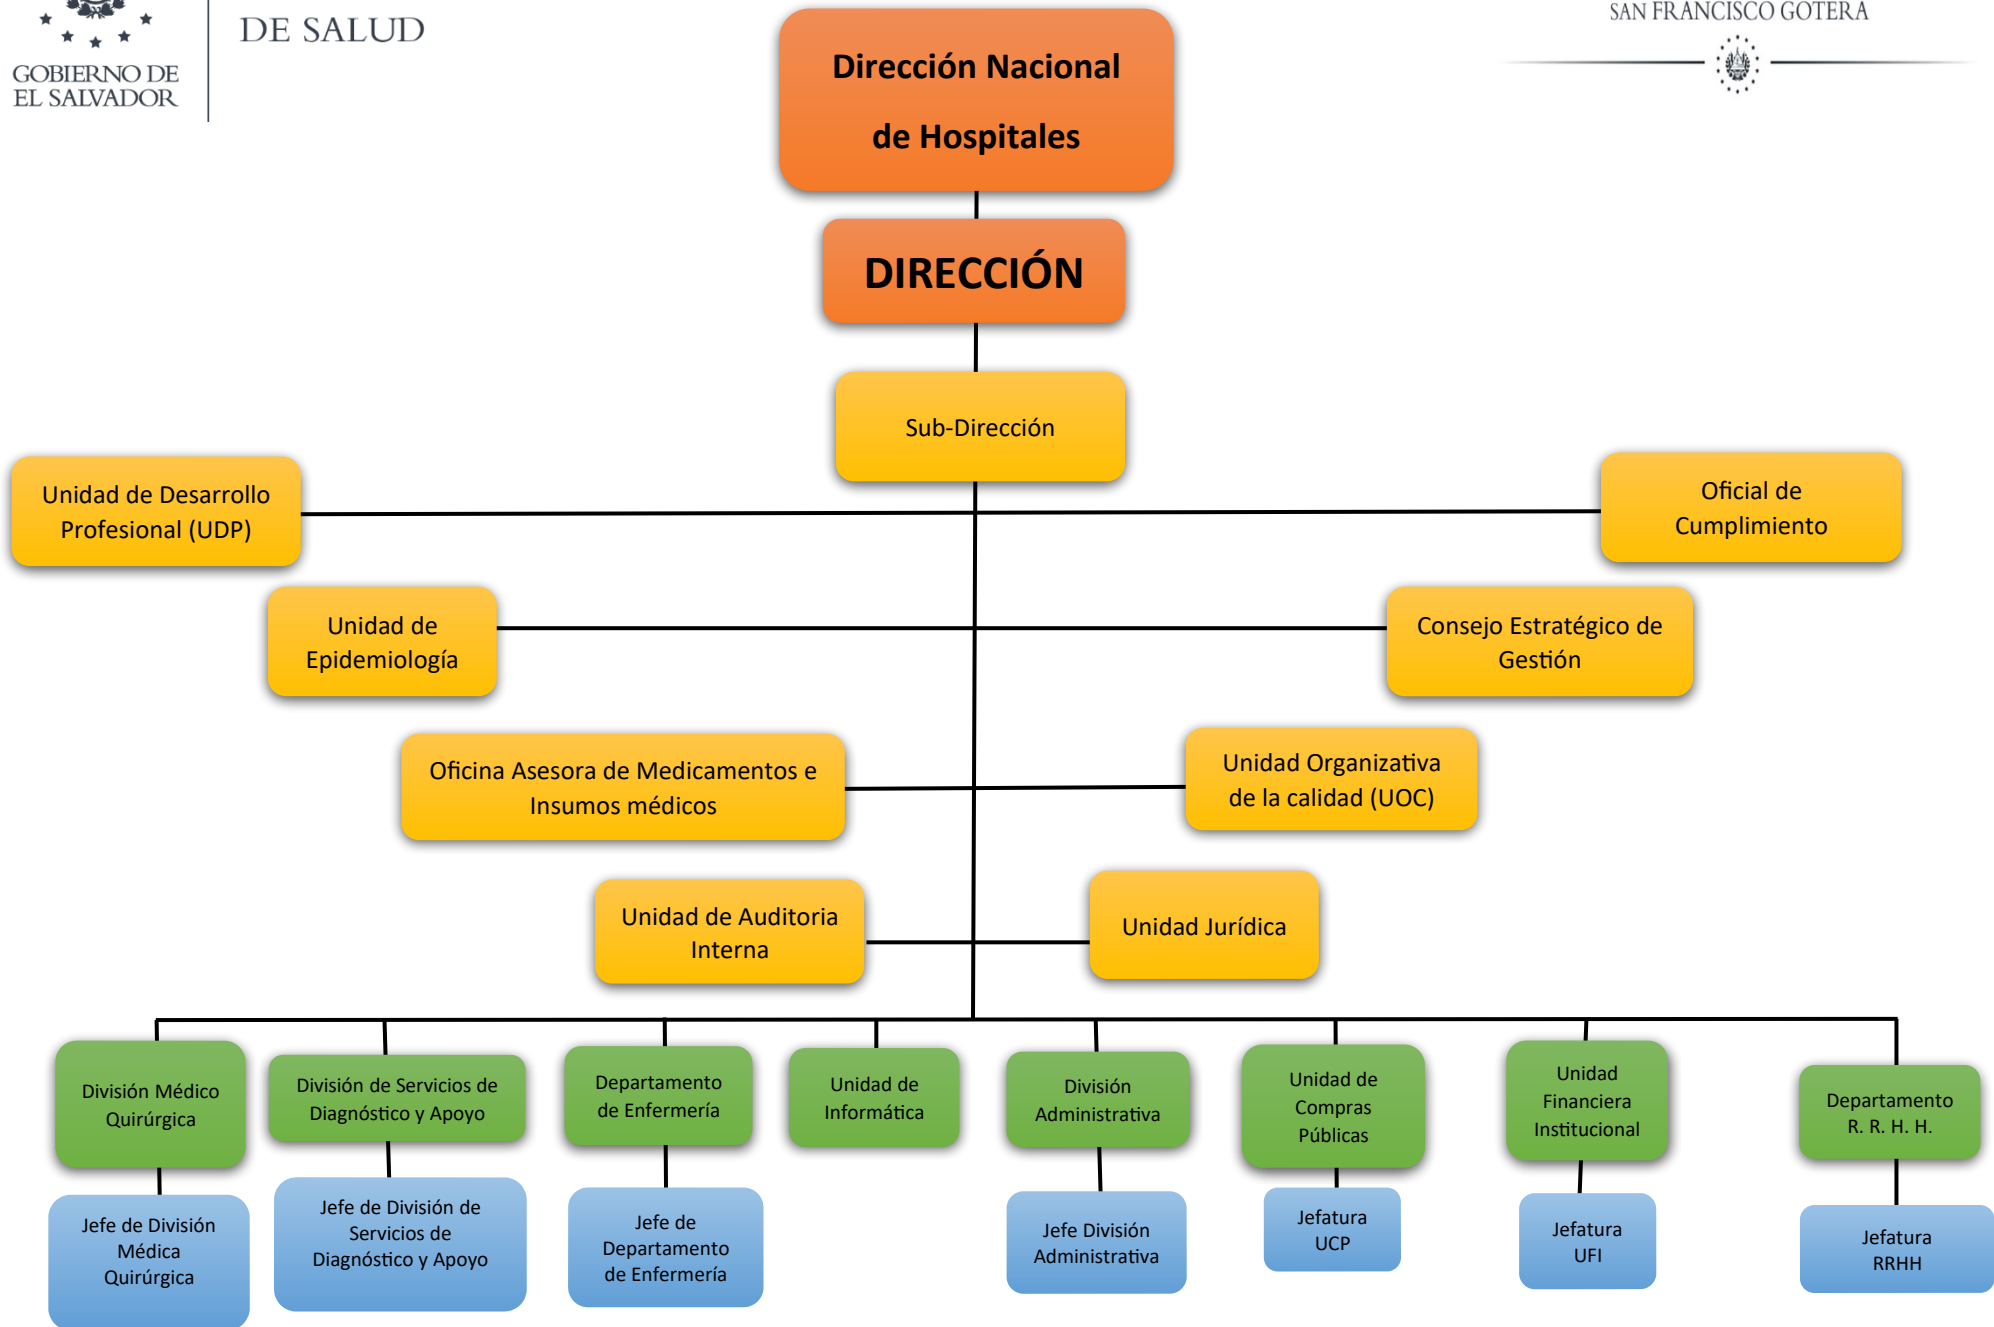 DE SALUD
GOBIERNO DE
EL SALVADOR
SAN FRANCISCO GOTERA
Dirección Nacional
de Hospitales
DIRECCIÓN
Sub-Dirección
Unidad de Desarrollo
Profesional (UDP)
Oficial de
Cumplimiento
Unidad de
Epidemiología
Consejo Estratégico de
Gestión
Oficina Asesora de Medicamentos e
Insumos médicos
Unidad Organizativa
de la calidad (UOC)
Unidad de Auditoria
Interna
Unidad Jurídica
División Médico
Quirúrgica
División de Servicios de
Diagnóstico y Apoyo
Departamento
de Enfermería
Unidad de
Informática
División
Administrativa
Unidad de
Compras
Públicas
Unidad
Financiera
Institucional
Departamento
R. R. H. H.
Jefe de División
Médica
Quirúrgica
Jefe de División de
Servicios de
Diagnóstico y Apoyo
Jefe de
Departamento
de Enfermería
Jefe División
Administrativa
Jefatura
UCP
Jefatura
UFI
Jefatura
RRHH